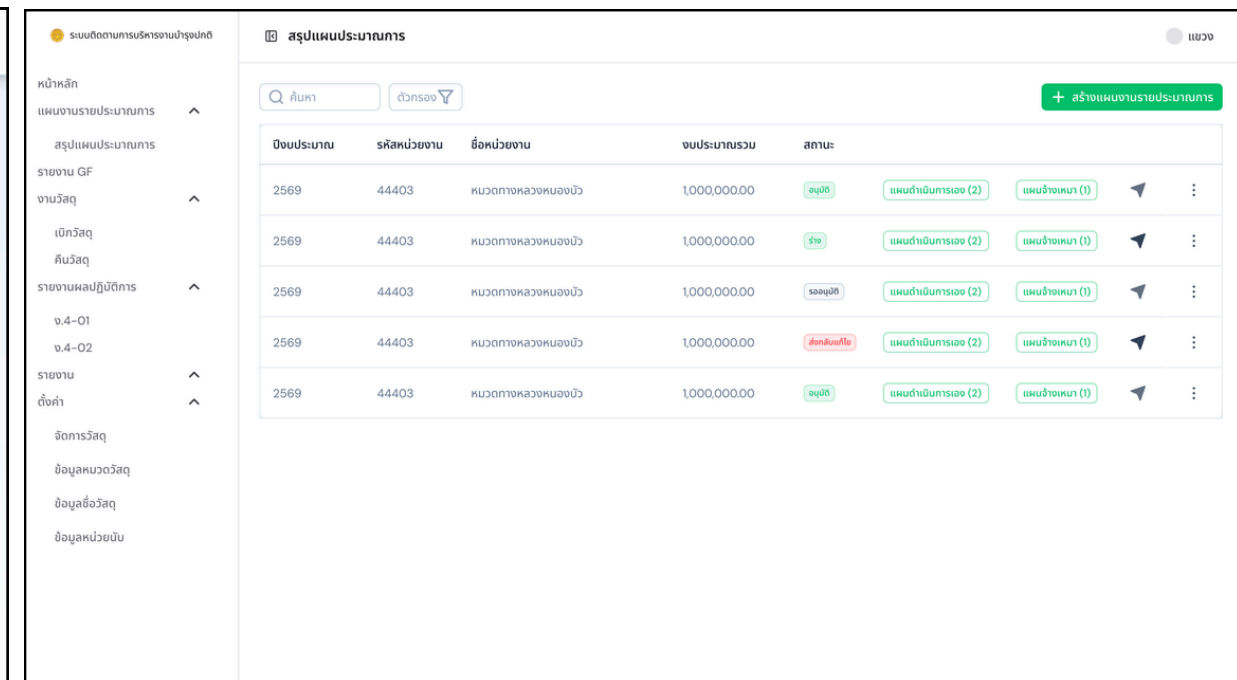 ระบบติดตามการบริหารงานบำรุงปกติ
สรุปแผนประมาณการ
แขวง
หน้าหลัก
แผนงานรายประมาณการ
สรุปแผนประมาณการ
รายงาน GF
งานวัสดุ
เบิกวัสดุ
คืนวัสดุ
รายงานผลปฏิบัติการ
ง.4-01
ง.4-02
รายงาน
ตั้งค่า
จัดการวัสดุ
ข้อมูลหมวดวัสดุ
ข้อมูลชื่อวัสดุ
ข้อมูลหน่วยนับ
ค้นหา ตัวกรอง + สร้างแผนงานรายประมาณการ
ปีงบประมาณ รหัสหน่วยงาน ชื่อหน่วยงาน งบประมาณรวม สถานะ
2569 44403 หมวดทางหลวงหนองบัว 1,000,000.00 อนุมัติ แผนดำเนินการเอง (2) แผนจ้างเหมา (1)
2569 44403 หมวดทางหลวงหนองบัว 1,000,000.00 ร่าง แผนดำเนินการเอง (2) แผนจ้างเหมา (1)
2569 44403 หมวดทางหลวงหนองบัว 1,000,000.00 รออนุมัติ แผนดำเนินการเอง (2) แผนจ้างเหมา (1)
2569 44403 หมวดทางหลวงหนองบัว 1,000,000.00 ส่งกลับแก้ไข แผนดำเนินการเอง (2) แผนจ้างเหมา (1)
2569 44403 หมวดทางหลวงหนองบัว 1,000,000.00 อนุมัติ แผนดำเนินการเอง (2) แผนจ้างเหมา (1)